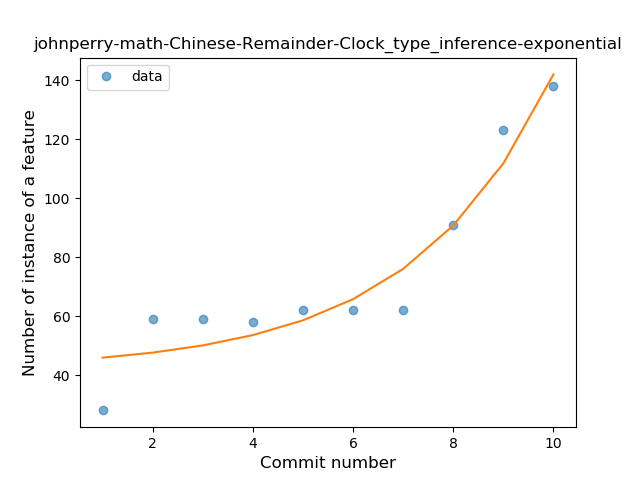 johnperry-math-Chinese-Remainder-Clock_type_inference-exponential
data
140
120
100
80
60
40
Number of instance of a feature
2
4
6
8
10
Commit number